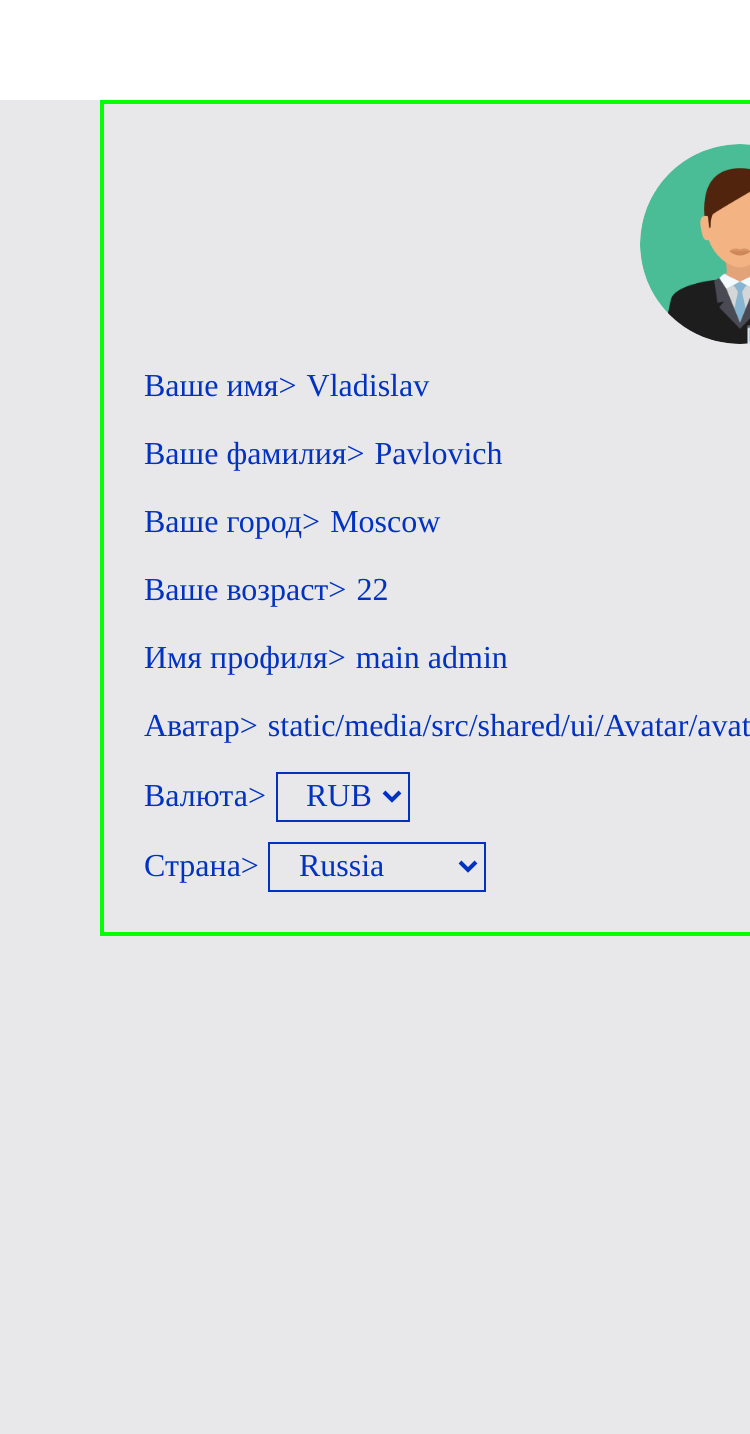 Ваше имя> Vladislav
Ваше фамилия> Pavlovich
Ваше город> Moscow
Ваше возраст> 22
Имя профиля> main admin
Аватар> static/media/src/shared/ui/Avatar/avat
Валюта> RUB
Страна> Russia